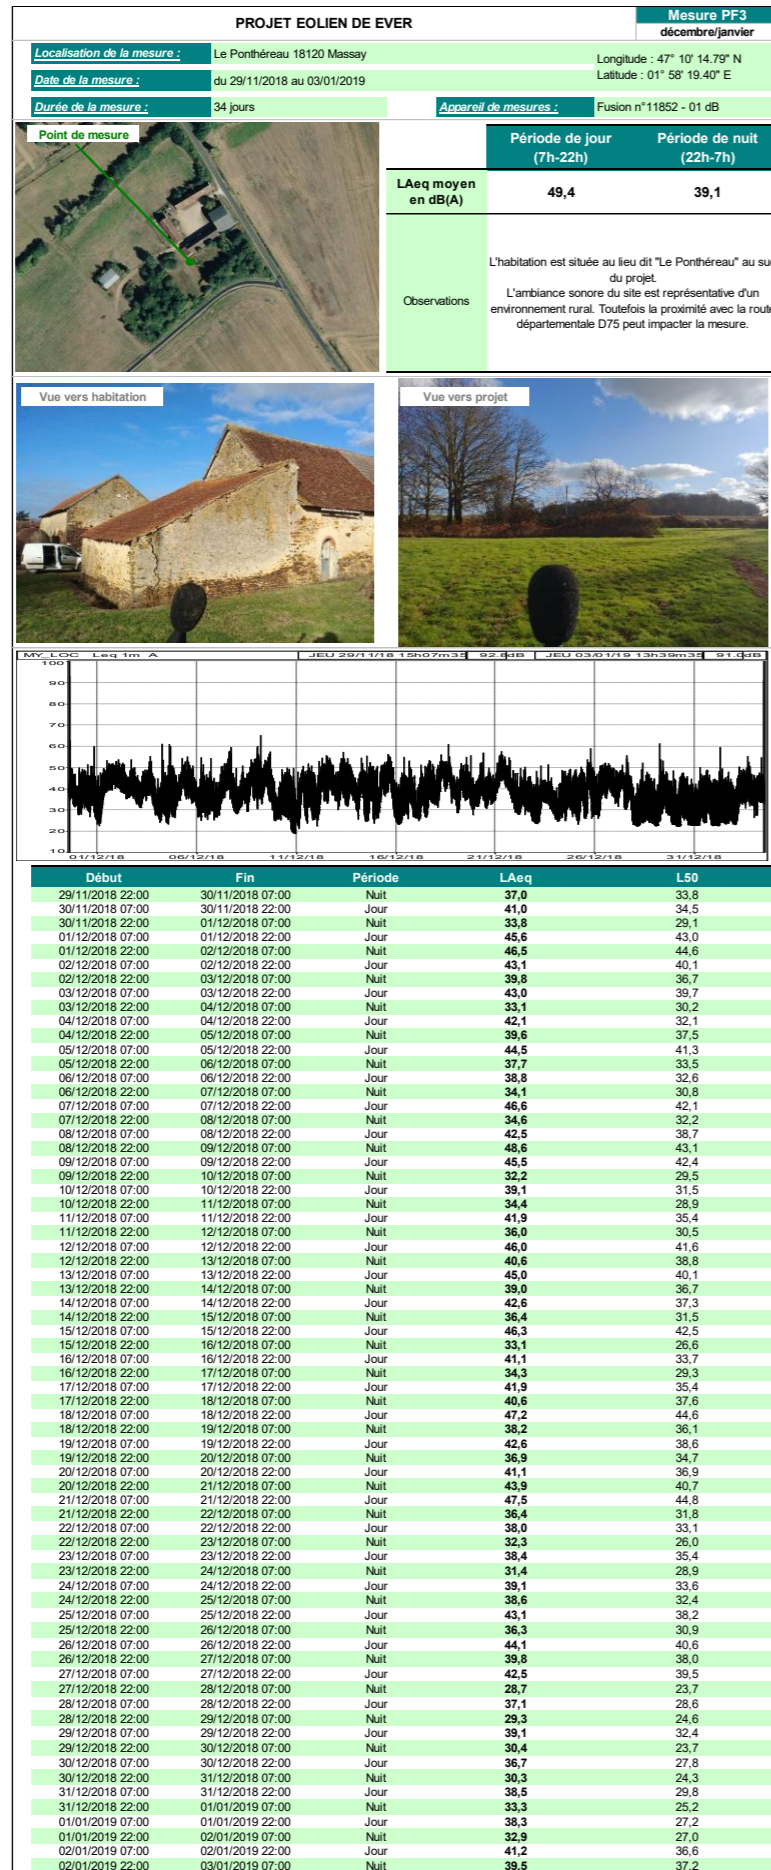 PROJET EOLIEN DE EVER
Mesure PF3
décembre/janvier
Localisation de la mesure : Le Ponthéreau 18120 Massay
Longitude : 47° 10' 14.79" N
Latitude : 01° 58' 19.40" E
Date de la mesure : du 29/11/2018 au 03/01/2019
Durée de la mesure : 34 jours Appareil de mesures : Fusion n°11852 - 01 dB
Point de mesure
Période de jour (7h-22h) Période de nuit (22h-7h)
LAeq moyen en dB(A) 49,4 39,1
Observations
L'habitation est située au lieu dit "Le Ponthéreau" au su
du projet.
L'ambiance sonore du site est représentative d'un
environnement rural. Toutefois la proximité avec la route
départementale D75 peut impacter la mesure.
Vue vers habitation
Vue vers projet
MY_LOC Leq 1m A JEU 29/11/18 15h07m35 92.8dB JEU 03/01/19 13h39m35 91.0dB
100
90
80
70
60
50
40
30
20
10
01/12/18 06/12/18 11/12/18 16/12/18 21/12/18 26/12/18 31/12/18
Début Fin Période LAeq L50
29/11/2018 22:00 30/11/2018 07:00 Nuit 37,0 33,8
30/11/2018 07:00 30/11/2018 22:00 Jour 41,0 34,5
30/11/2018 22:00 01/12/2018 07:00 Nuit 33,8 29,1
01/12/2018 07:00 01/12/2018 22:00 Jour 45,6 43,0
01/12/2018 22:00 02/12/2018 07:00 Nuit 46,5 44,6
02/12/2018 07:00 02/12/2018 22:00 Jour 43,1 40,1
02/12/2018 22:00 03/12/2018 07:00 Nuit 39,8 36,7
03/12/2018 07:00 03/12/2018 22:00 Jour 43,0 39,7
03/12/2018 22:00 04/12/2018 07:00 Nuit 33,1 30,2
04/12/2018 07:00 04/12/2018 22:00 Jour 42,1 32,1
04/12/2018 22:00 05/12/2018 07:00 Nuit 39,6 37,5
05/12/2018 07:00 05/12/2018 22:00 Jour 44,5 41,3
05/12/2018 22:00 06/12/2018 07:00 Nuit 37,7 33,5
06/12/2018 07:00 06/12/2018 22:00 Jour 38,8 32,6
06/12/2018 22:00 07/12/2018 07:00 Nuit 34,1 30,8
07/12/2018 07:00 07/12/2018 22:00 Jour 46,6 42,1
07/12/2018 22:00 08/12/2018 07:00 Nuit 34,6 32,2
08/12/2018 07:00 08/12/2018 22:00 Jour 42,5 38,7
08/12/2018 22:00 09/12/2018 07:00 Nuit 48,6 43,1
09/12/2018 07:00 09/12/2018 22:00 Jour 45,5 42,4
09/12/2018 22:00 10/12/2018 07:00 Nuit 32,2 29,5
10/12/2018 07:00 10/12/2018 22:00 Jour 39,1 31,5
10/12/2018 22:00 11/12/2018 07:00 Nuit 34,4 28,9
11/12/2018 07:00 11/12/2018 22:00 Jour 41,9 35,4
11/12/2018 22:00 12/12/2018 07:00 Nuit 36,0 30,5
12/12/2018 07:00 12/12/2018 22:00 Jour 46,0 41,6
12/12/2018 22:00 13/12/2018 07:00 Nuit 40,6 38,8
13/12/2018 07:00 13/12/2018 22:00 Jour 45,0 40,1
13/12/2018 22:00 14/12/2018 07:00 Nuit 39,0 36,7
14/12/2018 07:00 14/12/2018 22:00 Jour 42,6 37,3
14/12/2018 22:00 15/12/2018 07:00 Nuit 36,4 31,5
15/12/2018 07:00 15/12/2018 22:00 Jour 46,3 42,5
15/12/2018 22:00 16/12/2018 07:00 Nuit 33,1 26,6
16/12/2018 07:00 16/12/2018 22:00 Jour 41,1 33,7
16/12/2018 22:00 17/12/2018 07:00 Nuit 34,3 29,3
17/12/2018 07:00 17/12/2018 22:00 Jour 41,9 35,4
17/12/2018 22:00 18/12/2018 07:00 Nuit 40,6 37,6
18/12/2018 07:00 18/12/2018 22:00 Jour 47,2 44,6
18/12/2018 22:00 19/12/2018 07:00 Nuit 38,2 36,1
19/12/2018 07:00 19/12/2018 22:00 Jour 42,6 38,6
19/12/2018 22:00 20/12/2018 07:00 Nuit 36,9 34,7
20/12/2018 07:00 20/12/2018 22:00 Jour 41,1 36,9
20/12/2018 22:00 21/12/2018 07:00 Nuit 43,9 40,7
21/12/2018 07:00 21/12/2018 22:00 Jour 47,5 44,8
21/12/2018 22:00 22/12/2018 07:00 Nuit 36,4 31,8
22/12/2018 07:00 22/12/2018 22:00 Jour 38,0 33,1
22/12/2018 22:00 23/12/2018 07:00 Nuit 32,3 26,0
23/12/2018 07:00 23/12/2018 22:00 Jour 38,4 35,4
23/12/2018 22:00 24/12/2018 07:00 Nuit 31,4 28,9
24/12/2018 07:00 24/12/2018 22:00 Jour 39,1 33,6
24/12/2018 22:00 25/12/2018 07:00 Nuit 38,6 32,4
25/12/2018 07:00 25/12/2018 22:00 Jour 43,1 38,2
25/12/2018 22:00 26/12/2018 07:00 Nuit 36,3 30,9
26/12/2018 07:00 26/12/2018 22:00 Jour 44,1 40,6
26/12/2018 22:00 27/12/2018 07:00 Nuit 39,8 38,0
27/12/2018 07:00 27/12/2018 22:00 Jour 42,5 39,5
27/12/2018 22:00 28/12/2018 07:00 Nuit 28,7 23,7
28/12/2018 07:00 28/12/2018 22:00 Jour 37,1 28,6
28/12/2018 22:00 29/12/2018 07:00 Nuit 29,3 24,6
29/12/2018 07:00 29/12/2018 22:00 Jour 39,1 32,4
29/12/2018 22:00 30/12/2018 07:00 Nuit 30,4 23,7
30/12/2018 07:00 30/12/2018 22:00 Jour 36,7 27,8
30/12/2018 22:00 31/12/2018 07:00 Nuit 30,3 24,3
31/12/2018 07:00 31/12/2018 22:00 Jour 38,5 29,8
31/12/2018 22:00 01/01/2019 07:00 Nuit 33,3 25,2
01/01/2019 07:00 01/01/2019 22:00 Jour 38,3 27,2
01/01/2019 22:00 02/01/2019 07:00 Nuit 32,9 27,0
02/01/2019 07:00 02/01/2019 22:00 Jour 41,2 36,6
02/01/2019 22:00 03/01/2019 07:00 Nuit 39,5 37,2